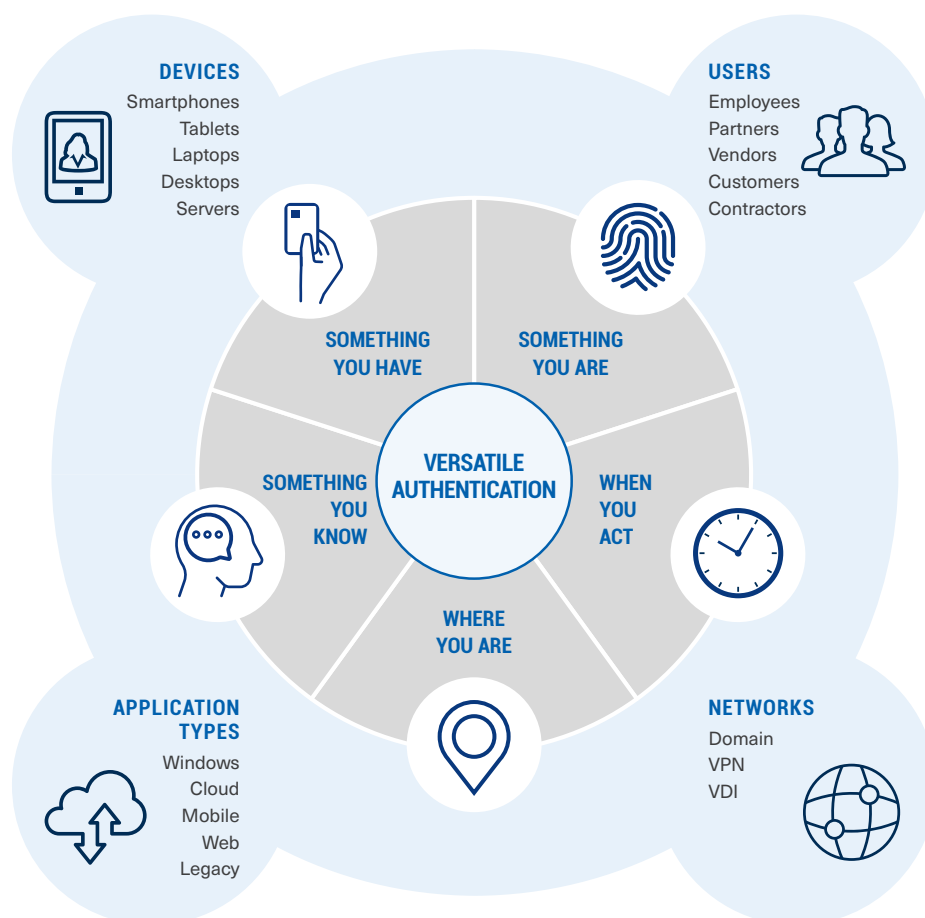 DEVICES
Smartphones
Tablets
Laptops
Desktops
Servers
USERS
Employees
Partners
Vendors
Customers
Contractors
SOMETHING
YOU HAVE
SOMETHING
YOU ARE
SOMETHING
YOU
KNOW
VERSATILE
AUTHENTICATION
WHEN
YOU
ACT
WHERE
YOU ARE
APPLICATION
TYPES
Windows
Cloud
Mobile
Web
Legacy
NETWORKS
Domain
VPN
VDI